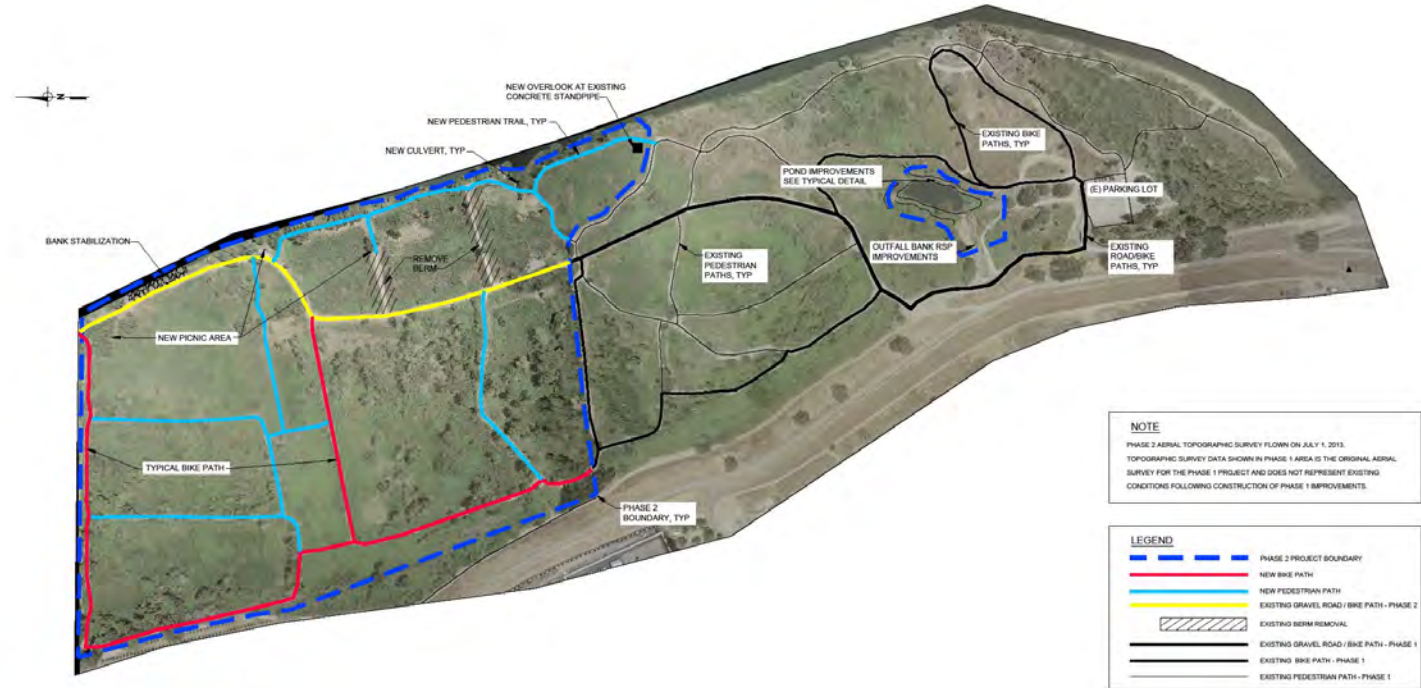 N
NEW OVERLOOK AT EXISTING
CONCRETE STANDPIPE
NEW PEDESTRIAN TRAIL, TYP
NEW CULVERT, TYP
BANK STABILIZATION
REMOVE
BERM
NEW PICNIC AREA
TYPICAL BIKE PATH
EXISTING BIKE
PATHS, TYP
POND IMPROVEMENTS
SEE TYPICAL DETAIL
(E) PARKING LOT
OUTFALL BANK RSP
IMPROVEMENTS
EXISTING
ROAD/BIKE
PATHS, TYP
EXISTING
PEDESTRIAN
PATHS, TYP
PHASE 2
BOUNDARY, TYP
NOTE
PHASE 2 AERIAL TOPOGRAPHIC SURVEY FLOWN ON JULY 1, 2013.
TOPOGRAPHIC SURVEY DATA SHOWN IN PHASE 1 AREA IS THE ORIGINAL AERIAL
SURVEY FOR THE PHASE 1 PROJECT AND DOES NOT REPRESENT EXISTING
CONDITIONS FOLLOWING CONSTRUCTION OF PHASE 1 IMPROVEMENTS.
LEGEND
PHASE 2 PROJECT BOUNDARY
NEW BIKE PATH
NEW PEDESTRIAN PATH
EXISTING GRAVEL ROAD / BIKE PATH - PHASE 2
EXISTING BERM REMOVAL
EXISTING GRAVEL ROAD / BIKE PATH - PHASE 1
EXISTING BIKE PATH - PHASE 1
EXISTING PEDESTRIAN PATH - PHASE 1